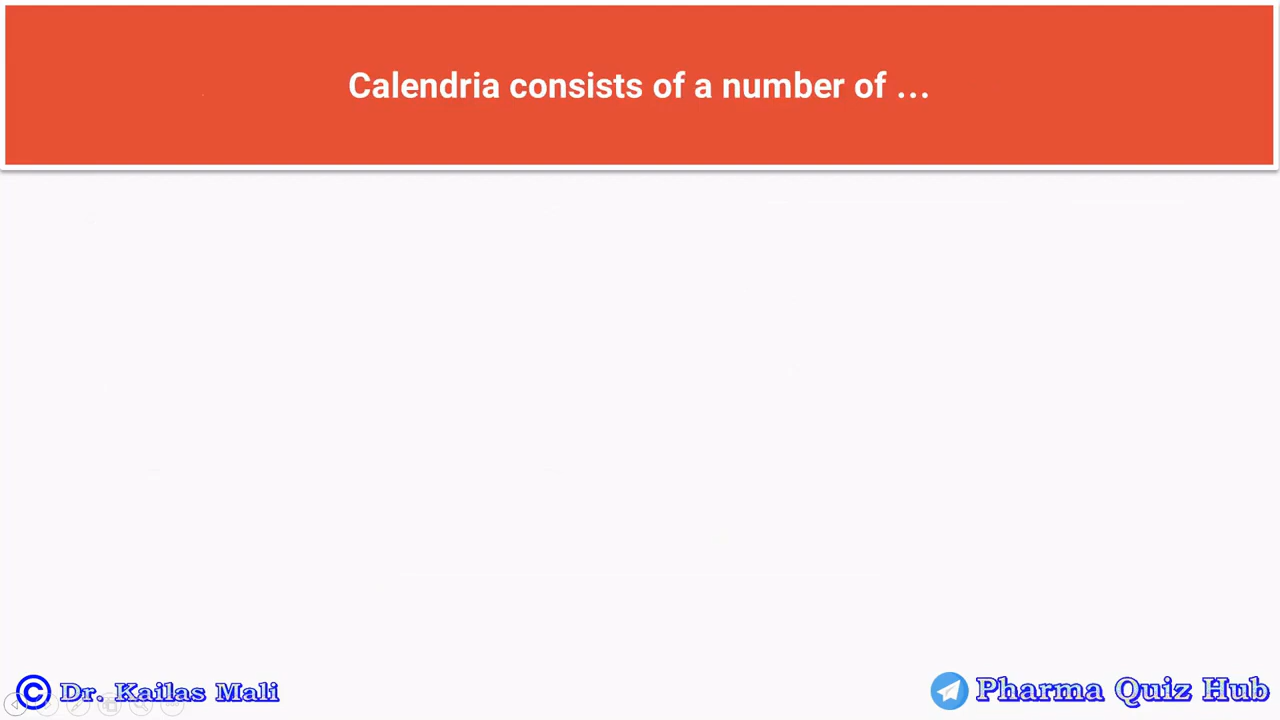 Calendria consists of a number of ...
© Dr. Kailas Mali
Pharma Quiz Hub